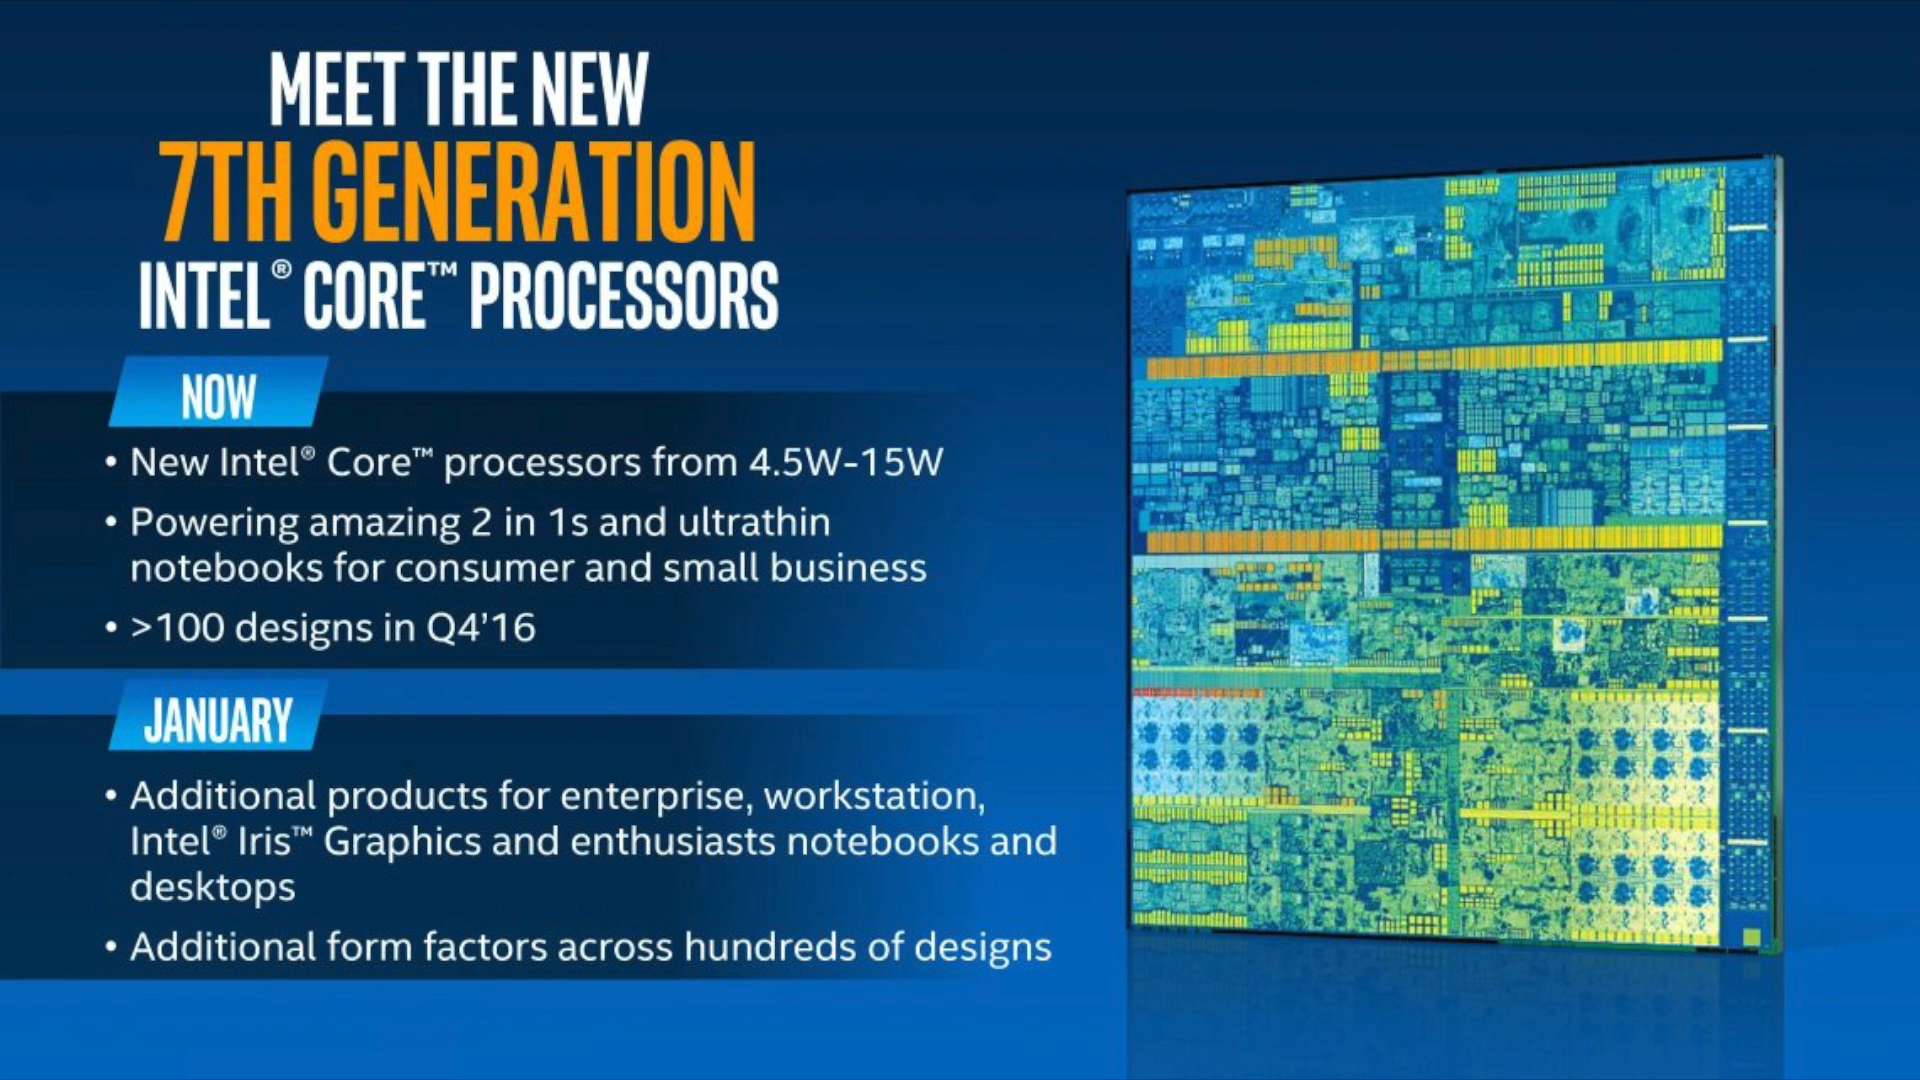 MEET THE NEW
7TH GENERATION
INTEL® CORE™ PROCESSORS
NOW
• New Intel® Core™ processors from 4.5W-15W
• Powering amazing 2 in 1s and ultrathin
notebooks for consumer and small business
• >100 designs in Q4'16
JANUARY
• Additional products for enterprise, workstation,
Intel® Iris™ Graphics and enthusiasts notebooks and
desktops
• Additional form factors across hundreds of designs